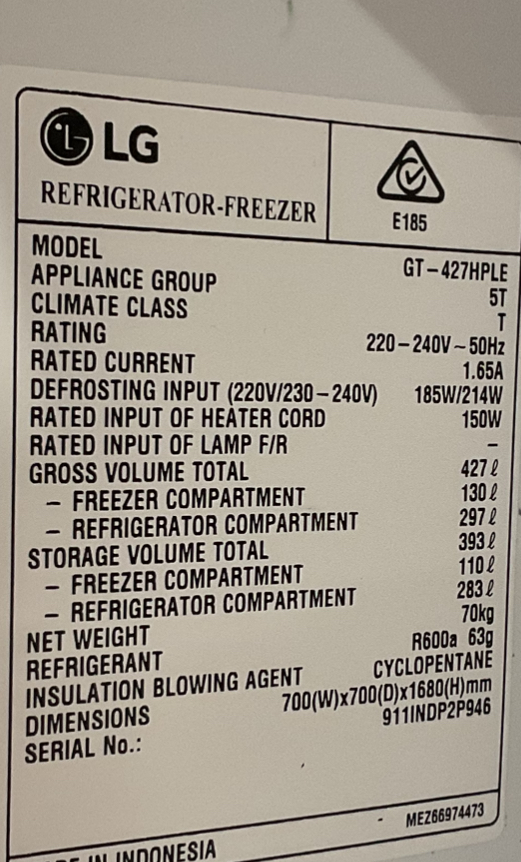 LG
REFRIGERATOR-FREEZER
E185
MODEL GT-427HPLE
APPLIANCE GROUP 5T
CLIMATE CLASS T
RATING 220-240V~50Hz
RATED CURRENT 1.65A
DEFROSTING INPUT (220V/230-240V) 185W/214W
RATED INPUT OF HEATER CORD 150W
RATED INPUT OF LAMP F/R -
GROSS VOLUME TOTAL 427ℓ
- FREEZER COMPARTMENT 130ℓ
- REFRIGERATOR COMPARTMENT 297ℓ
STORAGE VOLUME TOTAL 393ℓ
- FREEZER COMPARTMENT 110ℓ
- REFRIGERATOR COMPARTMENT 283ℓ
NET WEIGHT 70kg
REFRIGERANT R600a 63g
INSULATION BLOWING AGENT CYCLOPENTANE
DIMENSIONS 700(W)x700(D)x1680(H)mm
SERIAL No.: 911INDP2P946
- MEZ66974473
IN INDONESIA